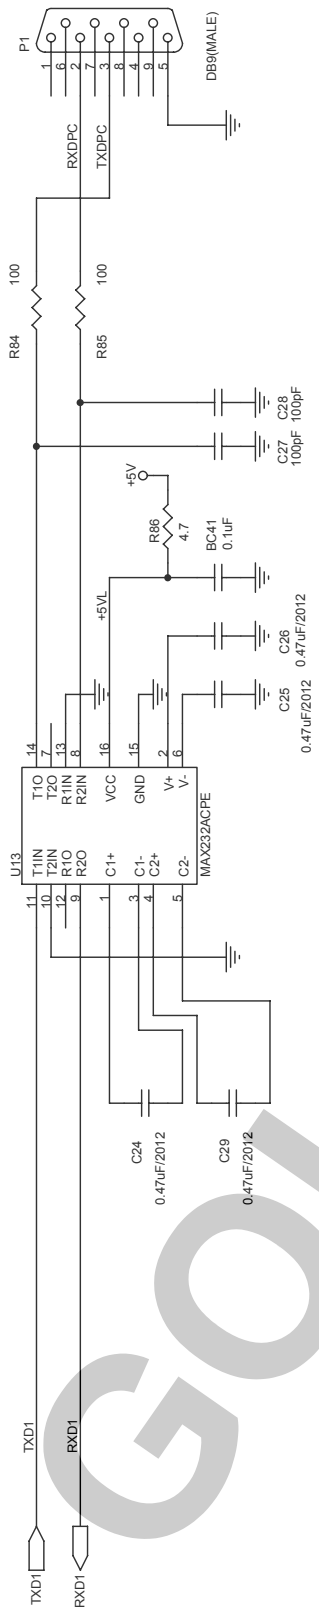 P1
1
6
2
7
3
8
4
9
5
DB9(MALE)
RXDPC
TXDPC
100
R84
100
R85
C28
100pF
C27
100pF
+5V
R86
4.7
BC41
0.1uF
+5VL
C26
0.47uF/2012
C25
0.47uF/2012
14
7
13
8
16
15
2
6
U13
T1IN
T2IN
R1O
R2O
C1+
C1-
C2+
C2-
T1O
T2O
R1IN
R2IN
VCC
GND
V+
V-
MAX232ACPE
11
10
12
9
1
3
4
5
C24
0.47uF/2012
C29
0.47uF/2012
TXD1
RXD1
TXD1
RXD1